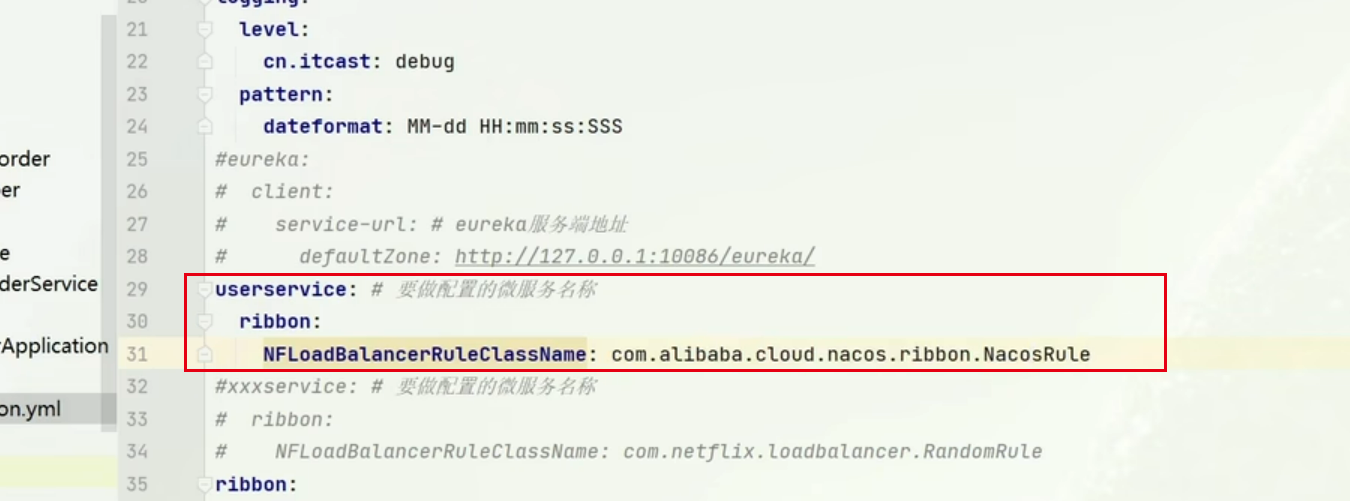 logging:
21 level:
22 cn.itcast: debug
23 pattern:
24 dateformat: MM-dd HH:mm:ss:SSS
order
25 #eureka:
er
26 # client:
27 # service-url: # eureka服务端地址
e
28 # defaultZone: http://127.0.0.1:10086/eureka/
derService
29 userservice: # 要做配置的微服务名称
30 ribbon:
Application
31 NFLoadBalancerRuleClassName: com.alibaba.cloud.nacos.ribbon.NacosRule
32 #xxxservice: # 要做配置的微服务名称
on.yml
33 # ribbon:
34 # NFLoadBalancerRuleClassName: com.netflix.loadbalancer.RandomRule
35 ribbon: